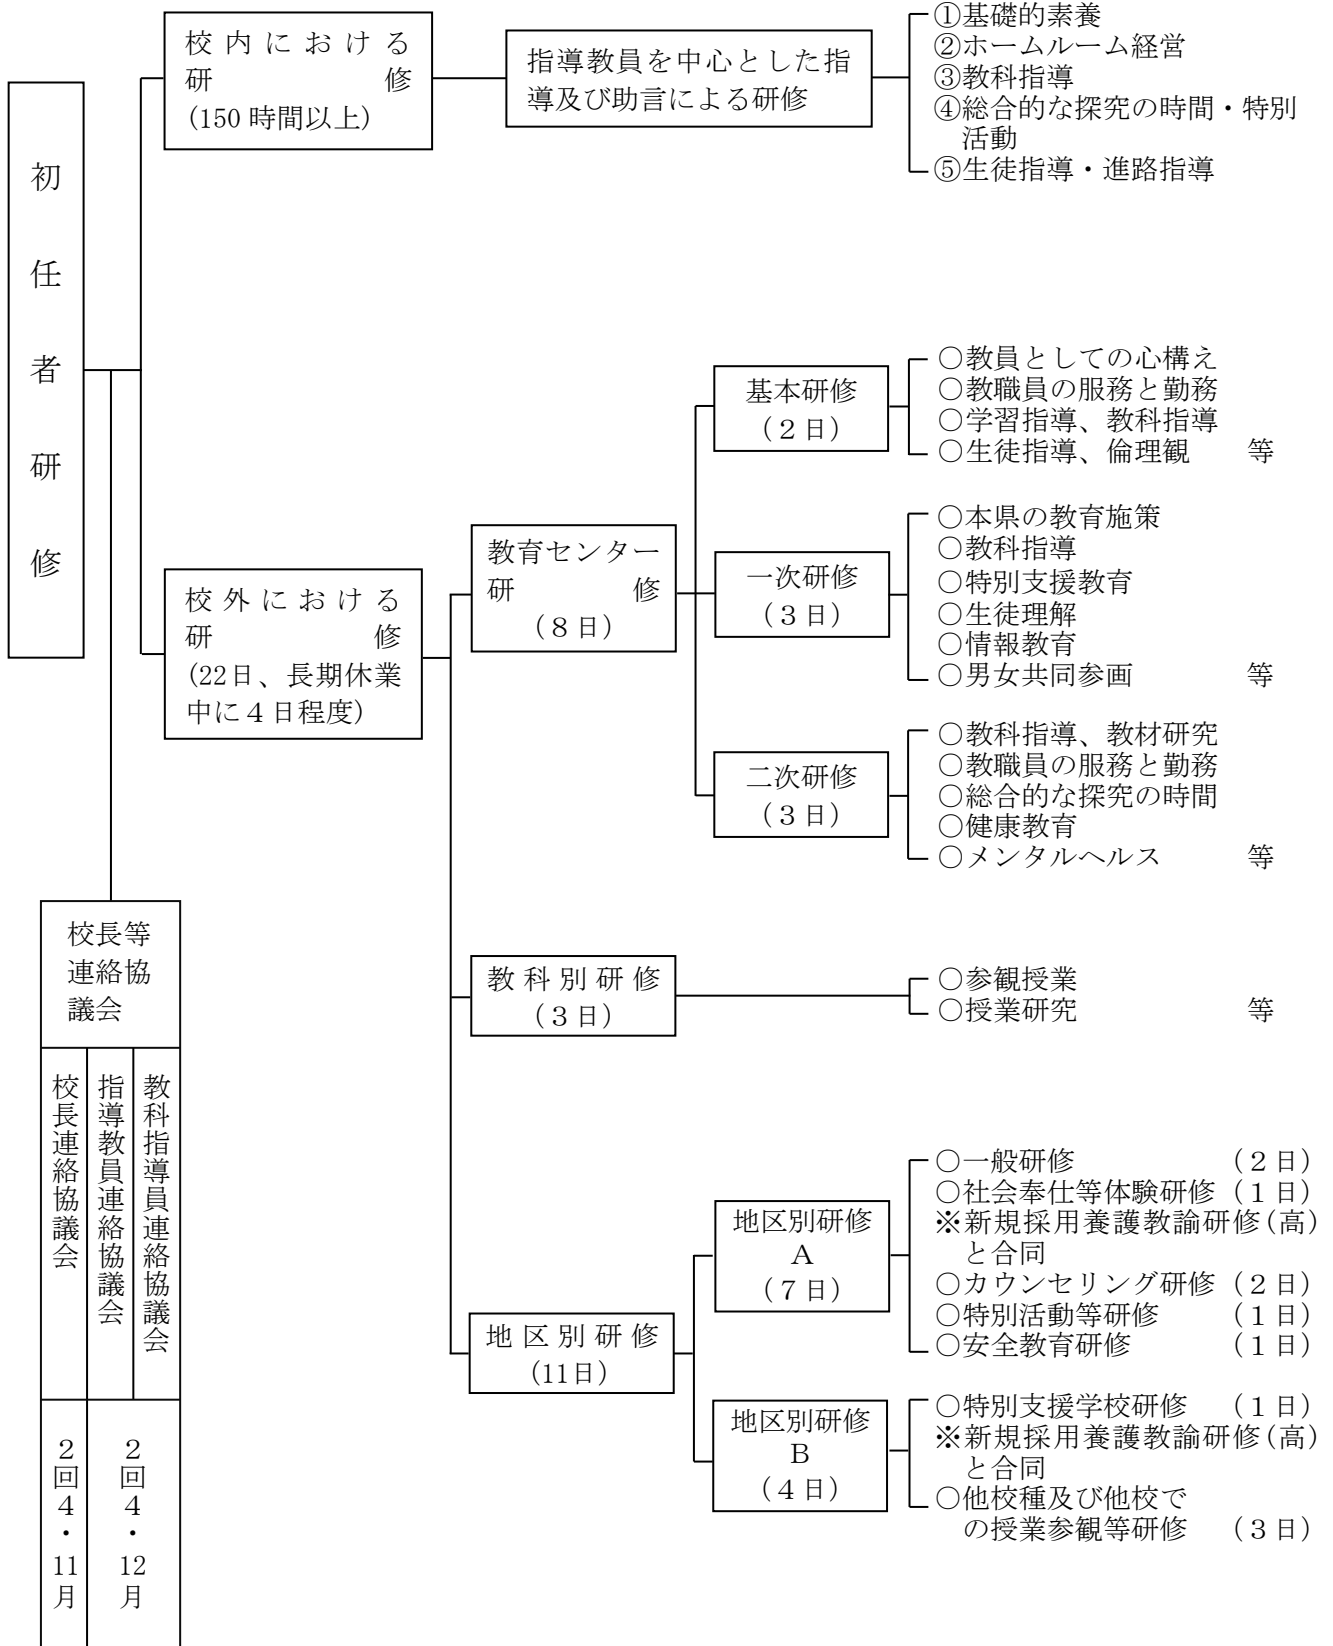 初任者研修
校内における
研修
(150時間以上)
指導教員を中心とした指
導及び助言による研修
①基礎的素養
②ホームルーム経営
③教科指導
④総合的な探究の時間・特別
活動
⑤生徒指導・進路指導
校外における
研修
(22日、長期休業
中に４日程度)
教育センター
研修
(８日)
基本研修
(２日)
○教員としての心構え
○教職員の服務と勤務
○学習指導、教科指導
○生徒指導、倫理観 等
一次研修
(３日)
○本県の教育施策
○教科指導
○特別支援教育
○生徒理解
○情報教育
○男女共同参画 等
二次研修
(３日)
○教科指導、教材研究
○教職員の服務と勤務
○総合的な探究の時間
○健康教育
○メンタルヘルス 等
教科別研修
(３日)
○参観授業
○授業研究 等
地区別研修
(11日)
地区別研修
A
(７日)
○一般研修 (２日)
○社会奉仕等体験研修 (１日)
※新規採用養護教諭研修(高)
と合同
○カウンセリング研修 (２日)
○特別活動等研修 (１日)
○安全教育研修 (１日)
地区別研修
B
(４日)
○特別支援学校研修 (１日)
※新規採用養護教諭研修(高)
と合同
○他校種及び他校で
の授業参観等研修 (３日)
校長等
連絡協
議会
校長連絡協議会
指導教員連絡協議会
教科指導員連絡協議会
２回４・11月
２回４・12月